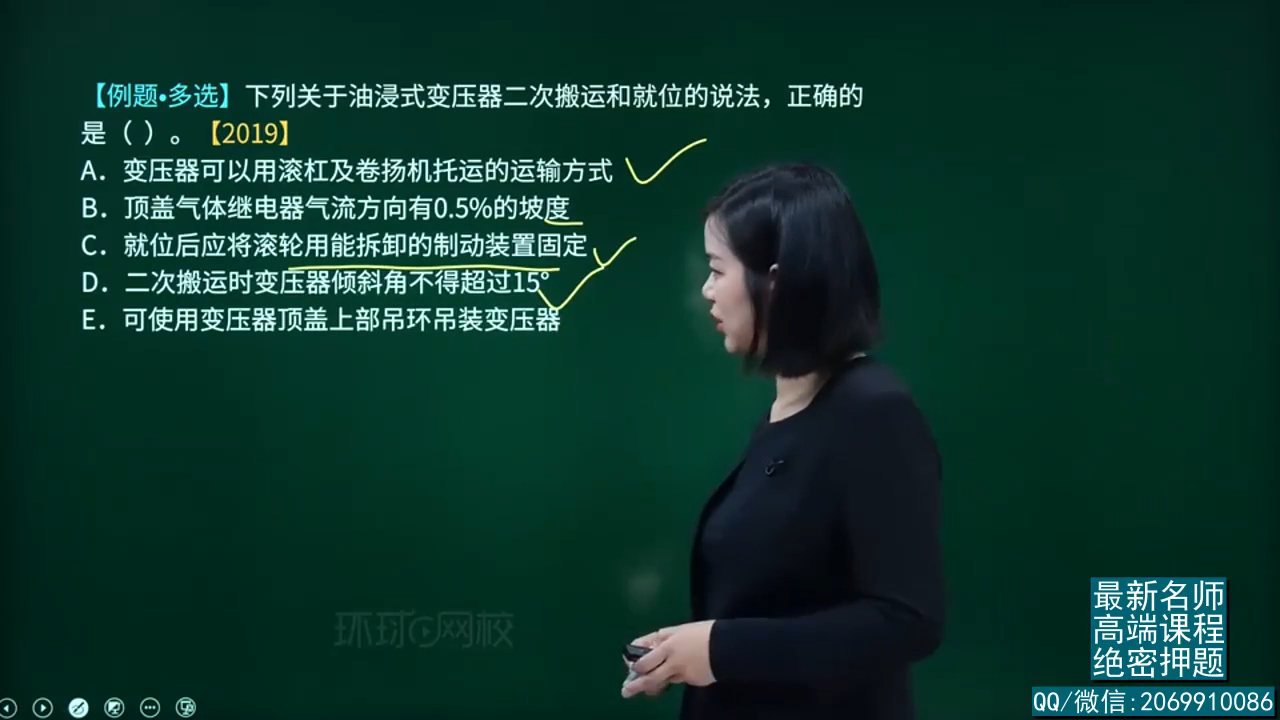 【例题•多选】下列关于油浸式变压器二次搬运和就位的说法，正确的
是（ ）。【2019】
A．变压器可以用滚杠及卷扬机托运的运输方式
B．顶盖气体继电器气流方向有0.5%的坡度
C．就位后应将滚轮用能拆卸的制动装置固定
D．二次搬运时变压器倾斜角不得超过15°
E．可使用变压器顶盖上部吊环吊装变压器
环球网校
最新名师
高端课程
绝密押题
QQ/微信:2069910086